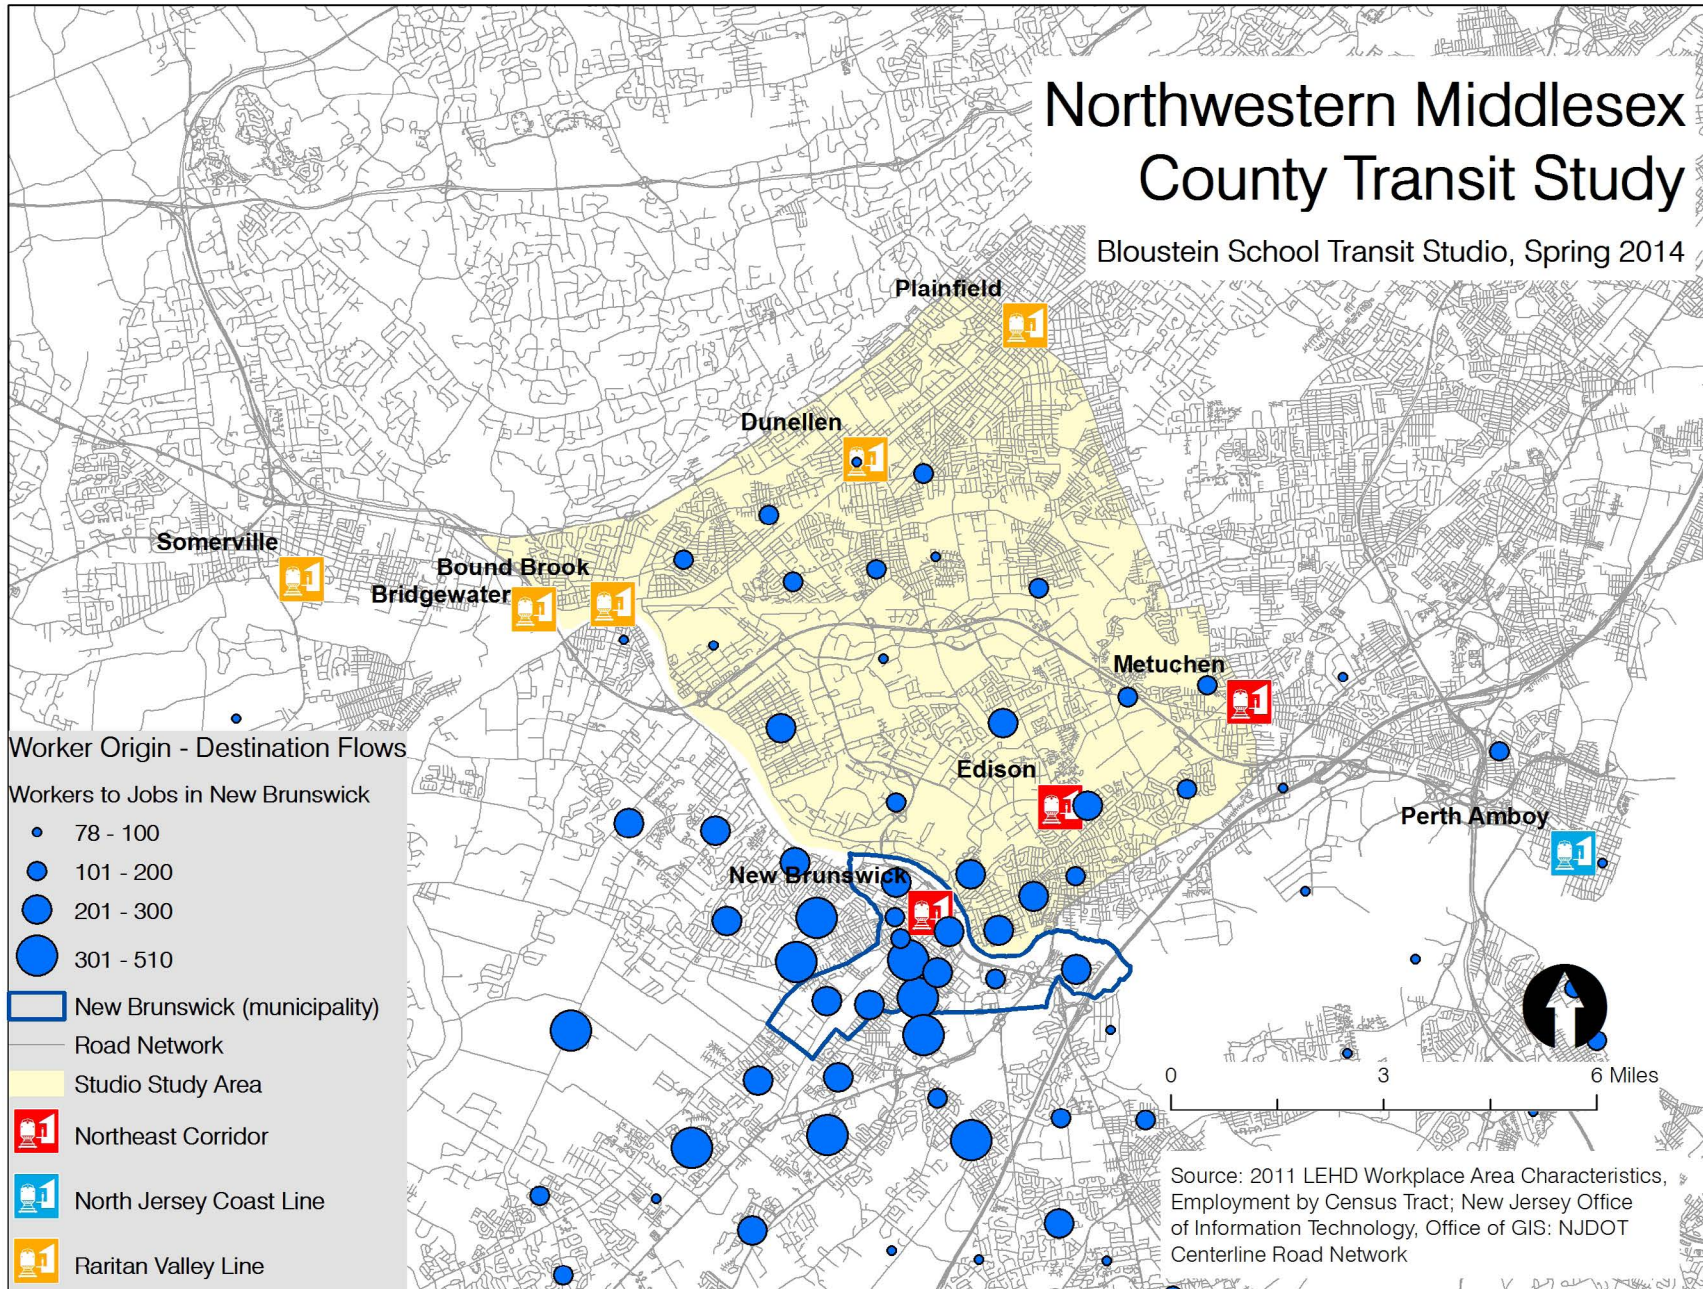 Northwestern Middlesex
County Transit Study
Bloustein School Transit Studio, Spring 2014
Plainfield
Dunellen
Somerville
Bound Brook
Bridgewater
Metuchen
Edison
Perth Amboy
New Brunswick
Worker Origin - Destination Flows
Workers to Jobs in New Brunswick
78 - 100
101 - 200
201 - 300
301 - 510
New Brunswick (municipality)
Road Network
Studio Study Area
Northeast Corridor
North Jersey Coast Line
Raritan Valley Line
0 3 6 Miles
Source: 2011 LEHD Workplace Area Characteristics,
Employment by Census Tract; New Jersey Office
of Information Technology, Office of GIS: NJDOT
Centerline Road Network